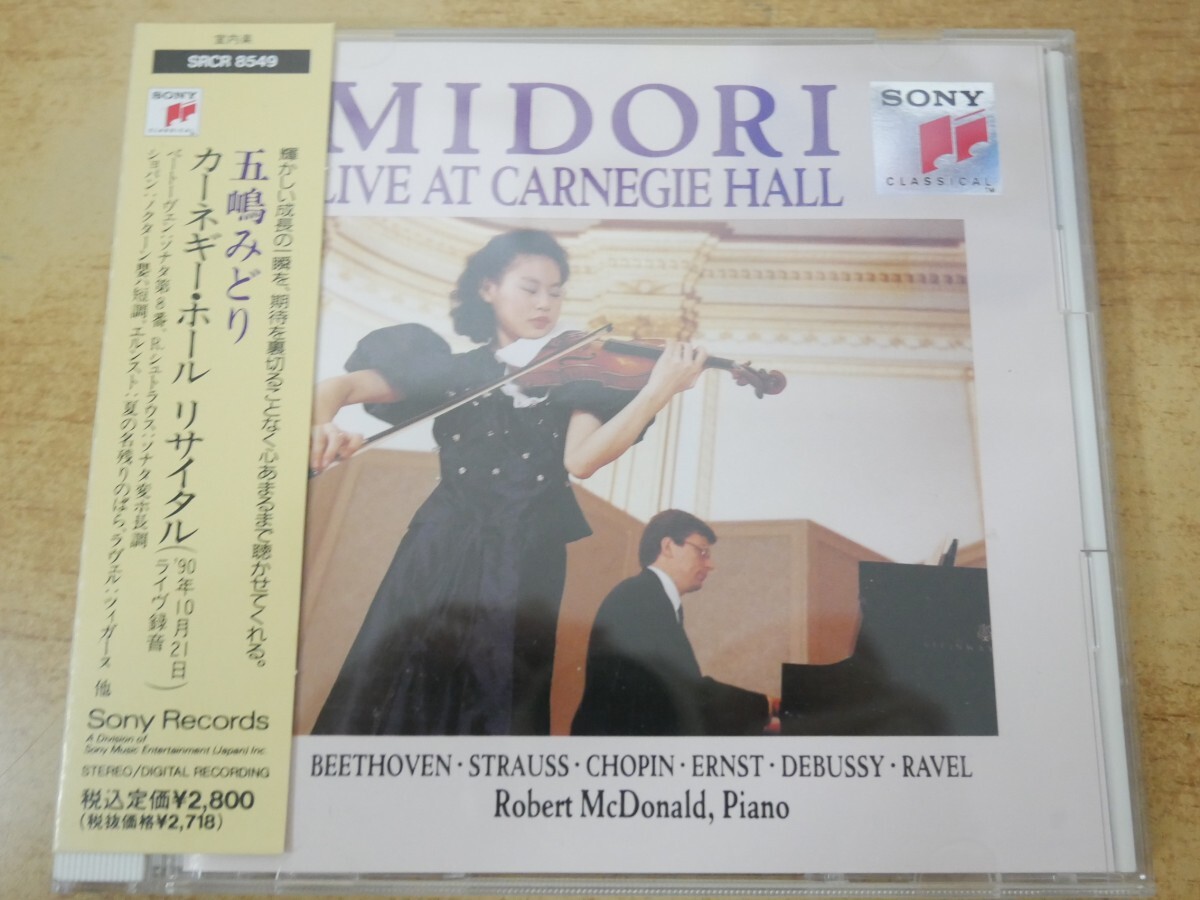 室内楽
SRCR 8549
SONY
CLASSICAL
輝かしい成長の一瞬を、期待を裏切ることなく心あまるまで聴かせてくれる。
五嶋みどり
カーネギー・ホール リサイタル('90年10月21日ライヴ録音)
ベートーヴェン:ソナタ第8番、R.シュトラウス:ソナタ変ホ長調
ショパン:ノクターン嬰ハ短調、エルンスト:夏の名残りのばら、ラヴェル:ツィガーヌ 他
Sony Records
A Division of
Sony Music Entertainment (Japan) Inc.
STEREO/DIGITAL RECORDING
税込定価¥2,800
(税抜価格¥2,718)
MIDORI
LIVE AT CARNEGIE HALL
SONY
CLASSICAL™
BEETHOVEN · STRAUSS · CHOPIN · ERNST · DEBUSSY · RAVEL
Robert McDonald, Piano